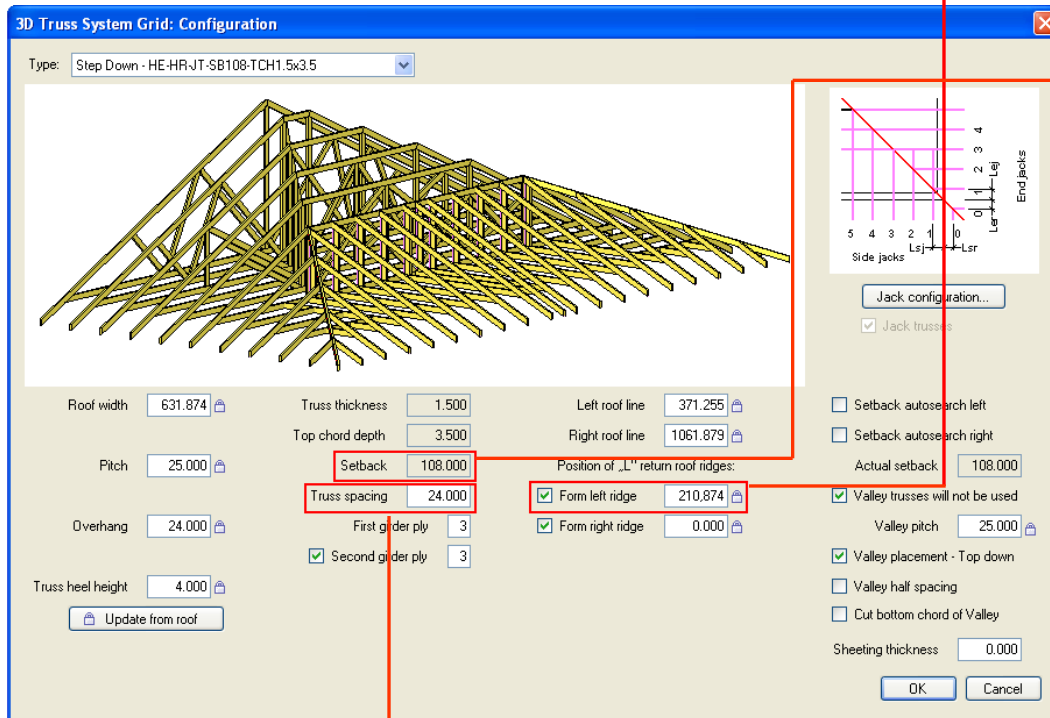 3D Truss System Grid: Configuration
Type: Step Down - HE-HR-JT-SB108-TCH1.5x3.5
4
3
2
1
0
Lej
Ler
End jacks
5 4 3 2 1 0
Lsj Lsr
Side jacks
Jack configuration...
Jack trusses
Roof width 631.874
Pitch 25.000
Overhang 24.000
Truss heel height 4.000
Update from roof
Truss thickness 1.500
Top chord depth 3.500
Setback 108.000
Truss spacing 24.000
First girder ply 3
Second girder ply 3
Left roof line 371.255
Right roof line 1061.879
Position of „L" return roof ridges:
Form left ridge 210,874
Form right ridge 0.000
Setback autosearch left
Setback autosearch right
Actual setback 108.000
Valley trusses will not be used
Valley pitch 25.000
Valley placement - Top down
Valley half spacing
Cut bottom chord of Valley
Sheeting thickness 0.000
OK Cancel